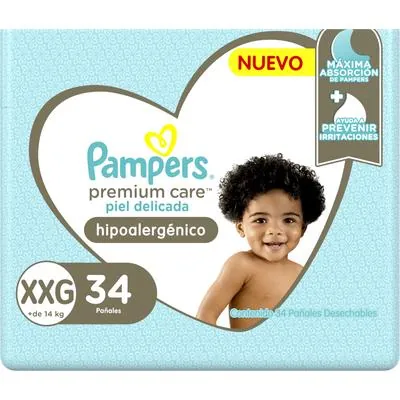 NUEVO
MÁXIMA
ABSORCIÓN
DE PAMPERS
+
AYUDA A
PREVENIR
IRRITACIONES
Pampers
premium care™
piel delicada
hipoalergénico
XXG 34
+de 14 kg Pañales
Contenido 34 Pañales Desechables